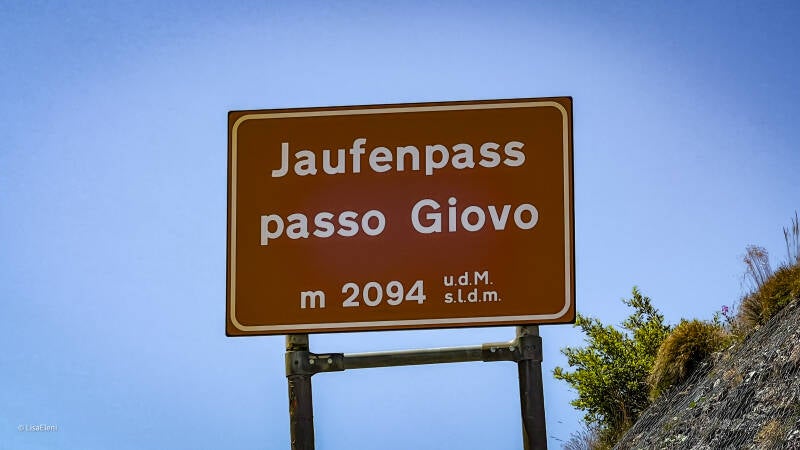 Jaufenpass
passo Giovo
m 2094 u.d.M.
s.l.d.m.
© LisaEleni